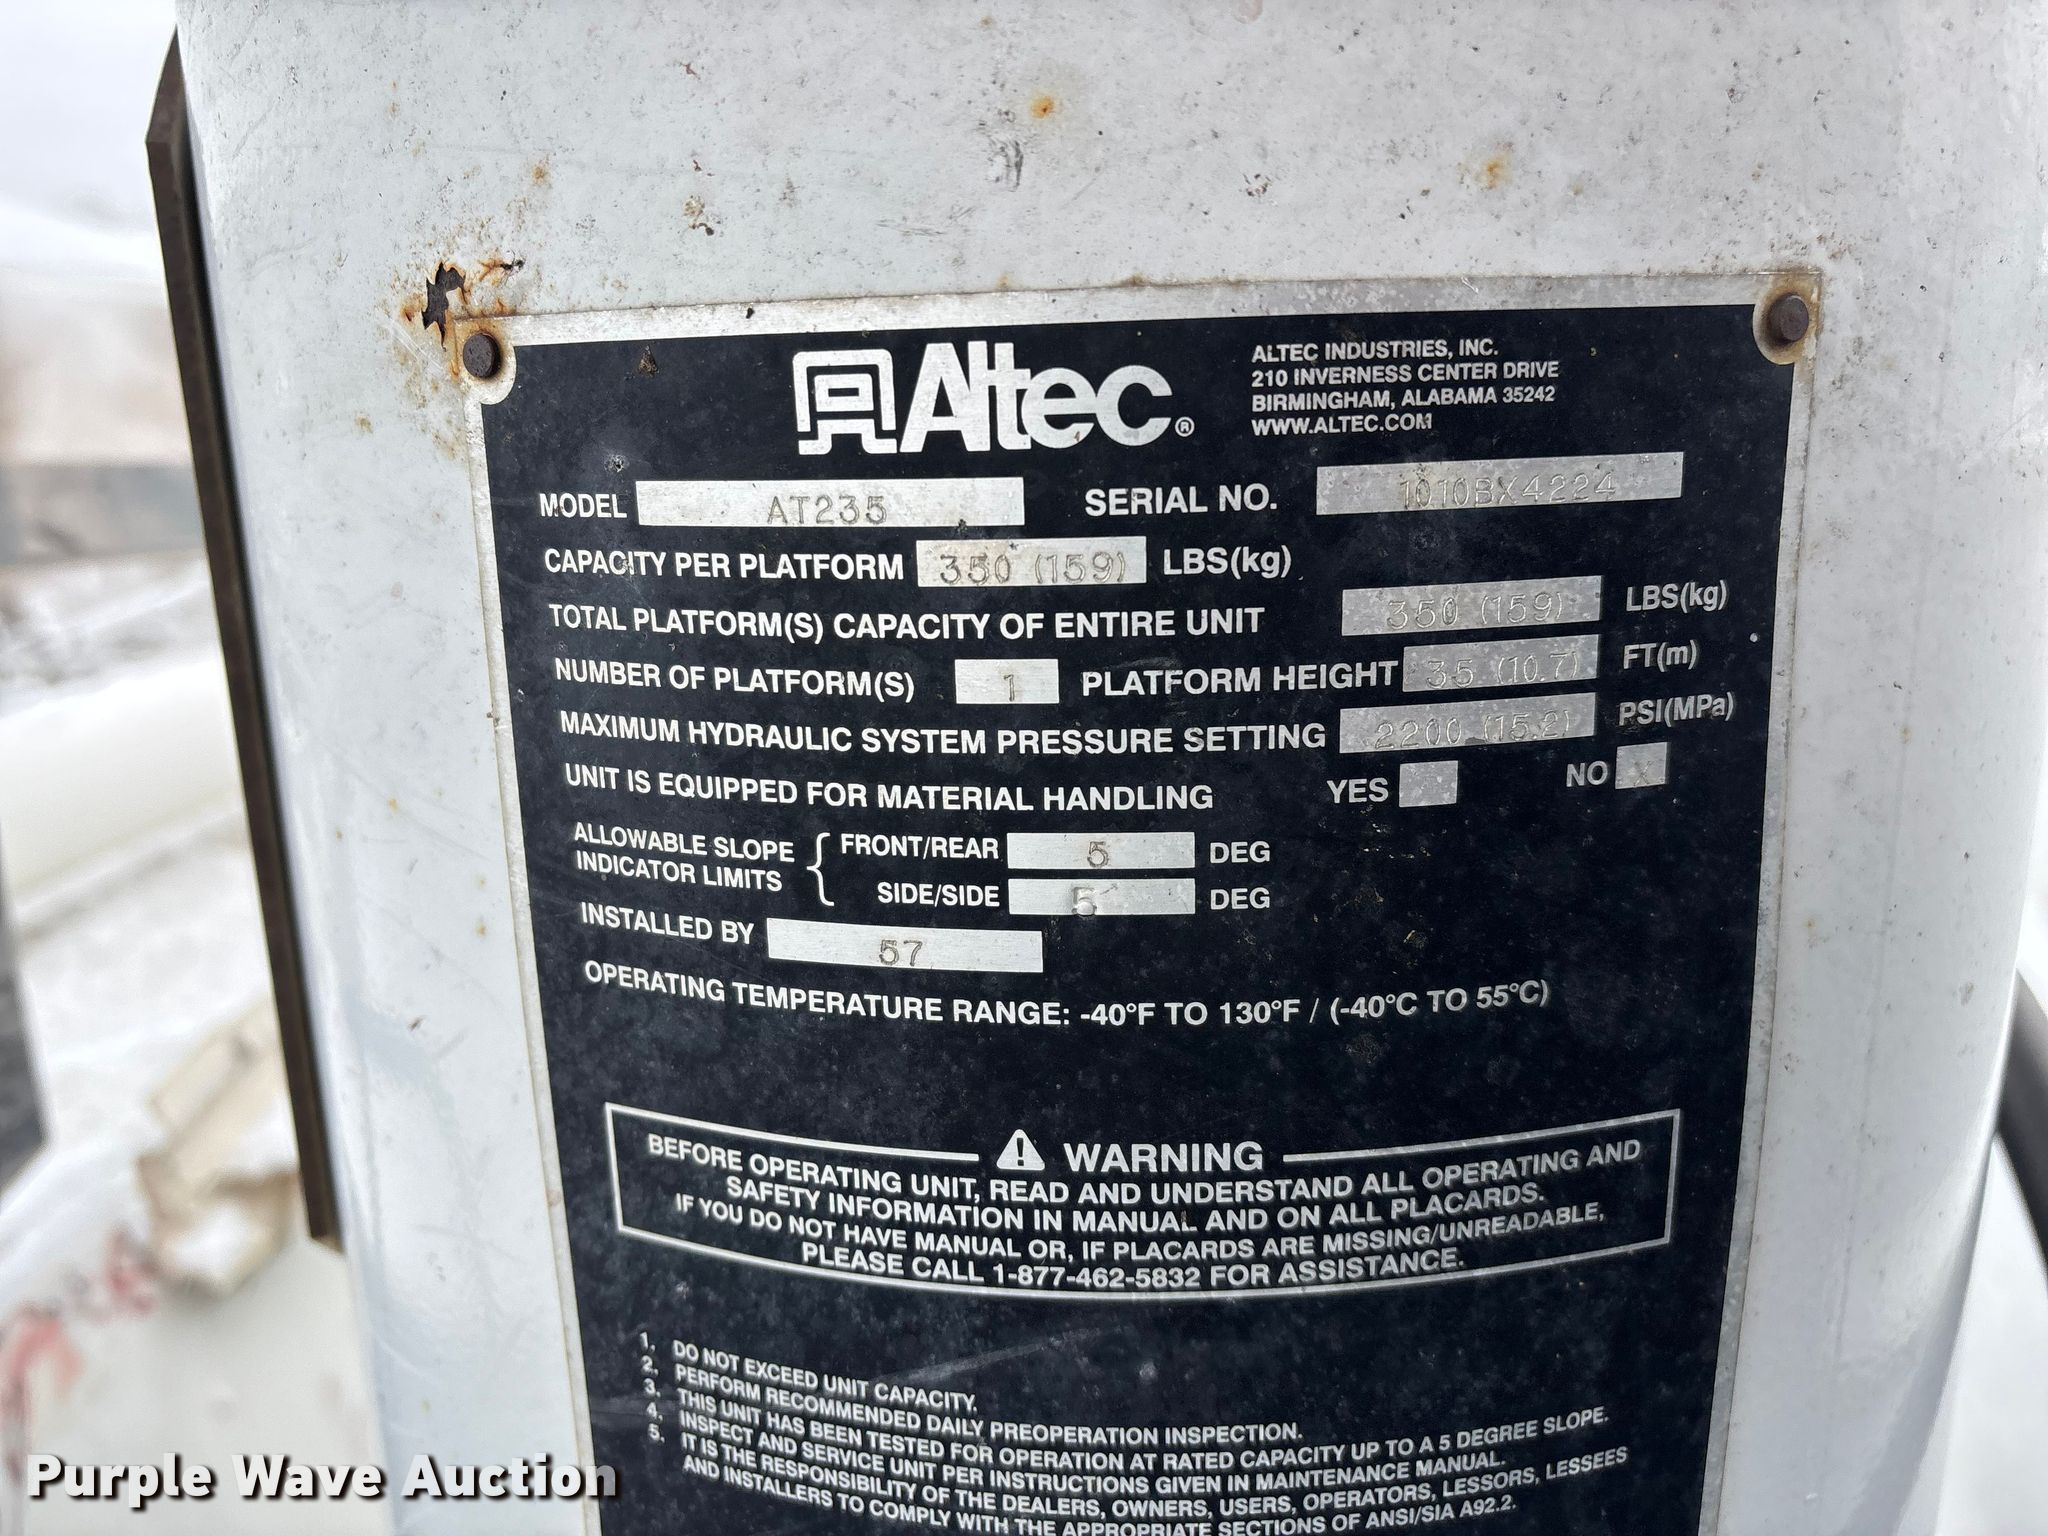 Altec®
ALTEC INDUSTRIES, INC.
210 INVERNESS CENTER DRIVE
BIRMINGHAM, ALABAMA 35242
WWW.ALTEC.COM
MODEL AT235 SERIAL NO. 1010BX4224
CAPACITY PER PLATFORM 350 (159) LBS(kg)
TOTAL PLATFORM(S) CAPACITY OF ENTIRE UNIT 350 (159) LBS(kg)
NUMBER OF PLATFORM(S) 1 PLATFORM HEIGHT 35 (10.7) FT(m)
MAXIMUM HYDRAULIC SYSTEM PRESSURE SETTING 2200 (15.2) PSI(MPa)
UNIT IS EQUIPPED FOR MATERIAL HANDLING YES NO X
ALLOWABLE SLOPE INDICATOR LIMITS { FRONT/REAR 5 DEG
SIDE/SIDE 5 DEG
INSTALLED BY 57
OPERATING TEMPERATURE RANGE: -40°F TO 130°F / (-40°C TO 55°C)
⚠ WARNING
BEFORE OPERATING UNIT, READ AND UNDERSTAND ALL OPERATING AND
SAFETY INFORMATION IN MANUAL AND ON ALL PLACARDS.
IF YOU DO NOT HAVE MANUAL OR, IF PLACARDS ARE MISSING/UNREADABLE,
PLEASE CALL 1-877-462-5832 FOR ASSISTANCE.
1. DO NOT EXCEED UNIT CAPACITY.
2. PERFORM RECOMMENDED DAILY PREOPERATION INSPECTION.
3. THIS UNIT HAS BEEN TESTED FOR OPERATION AT RATED CAPACITY UP TO A 5 DEGREE SLOPE.
4. INSPECT AND SERVICE UNIT PER INSTRUCTIONS GIVEN IN MAINTENANCE MANUAL.
5. IT IS THE RESPONSIBILITY OF THE DEALERS, OWNERS, USERS, OPERATORS, LESSORS, LESSEES
AND INSTALLERS TO COMPLY WITH THE APPROPRIATE SECTIONS OF ANSI/SIA A92.2.
Purple Wave Auction